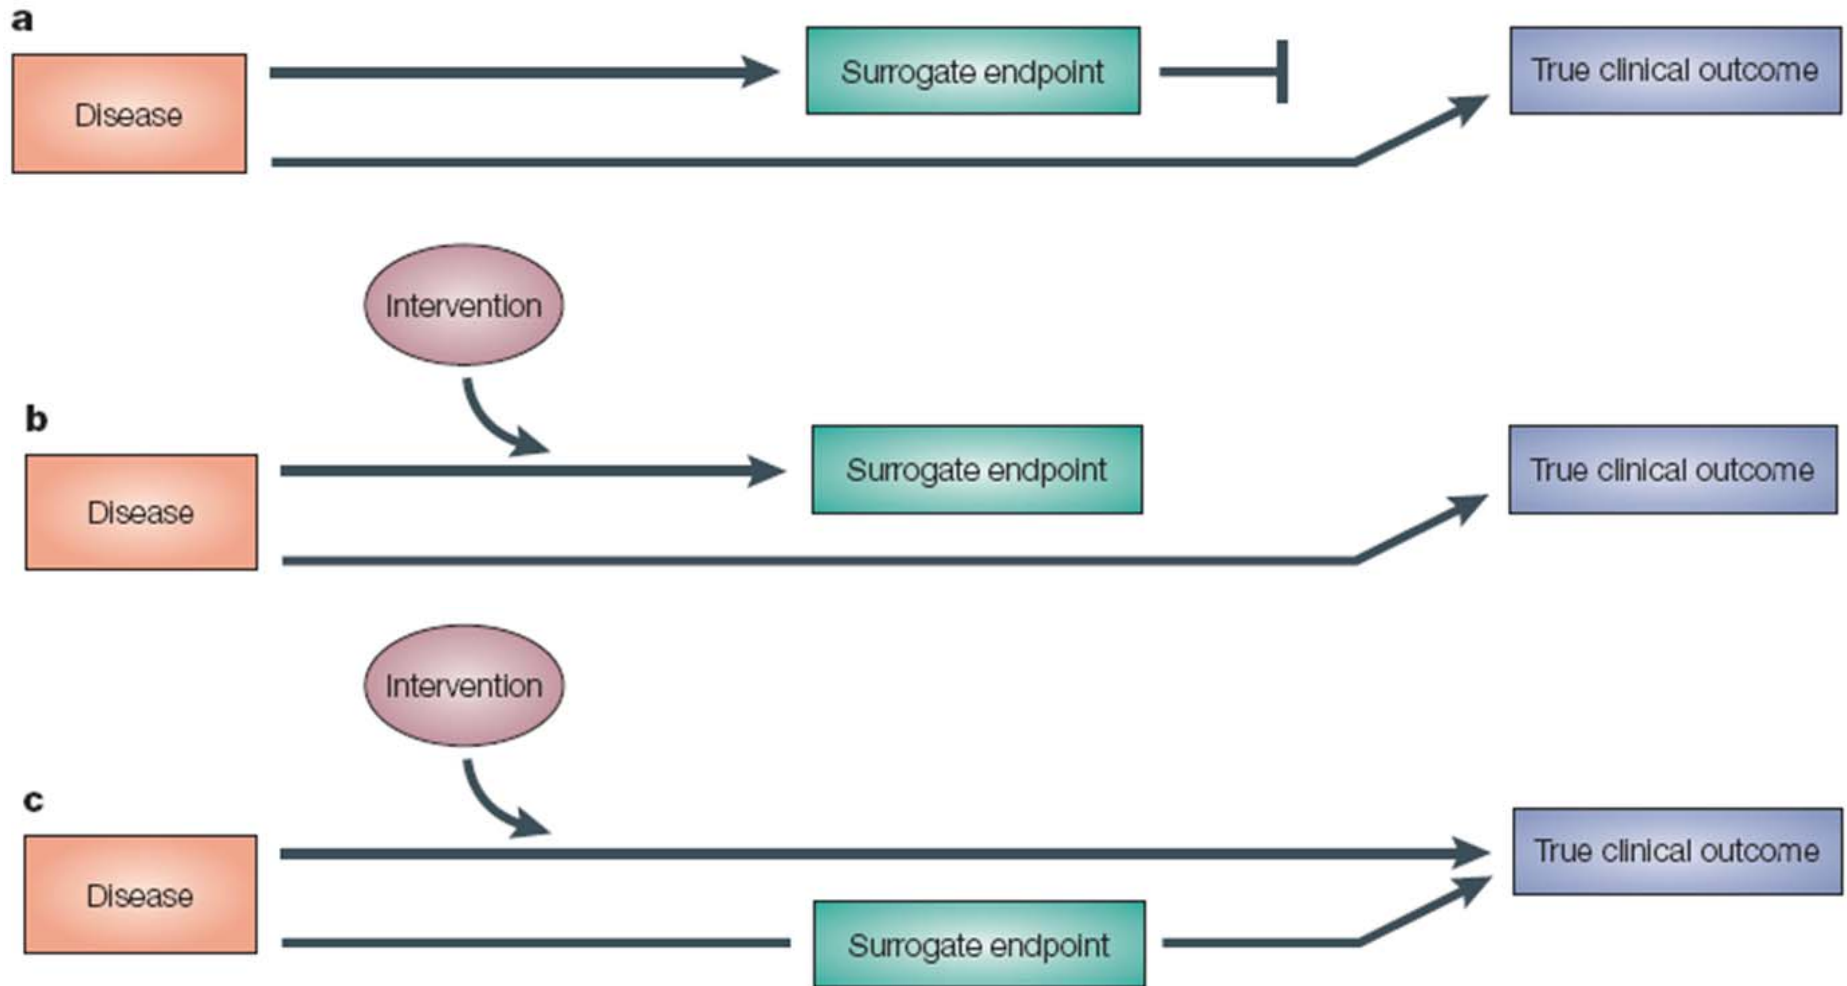 a
Disease
Surrogate endpoint
True clinical outcome
Intervention
b
Disease
Surrogate endpoint
True clinical outcome
Intervention
c
Disease
True clinical outcome
Surrogate endpoint